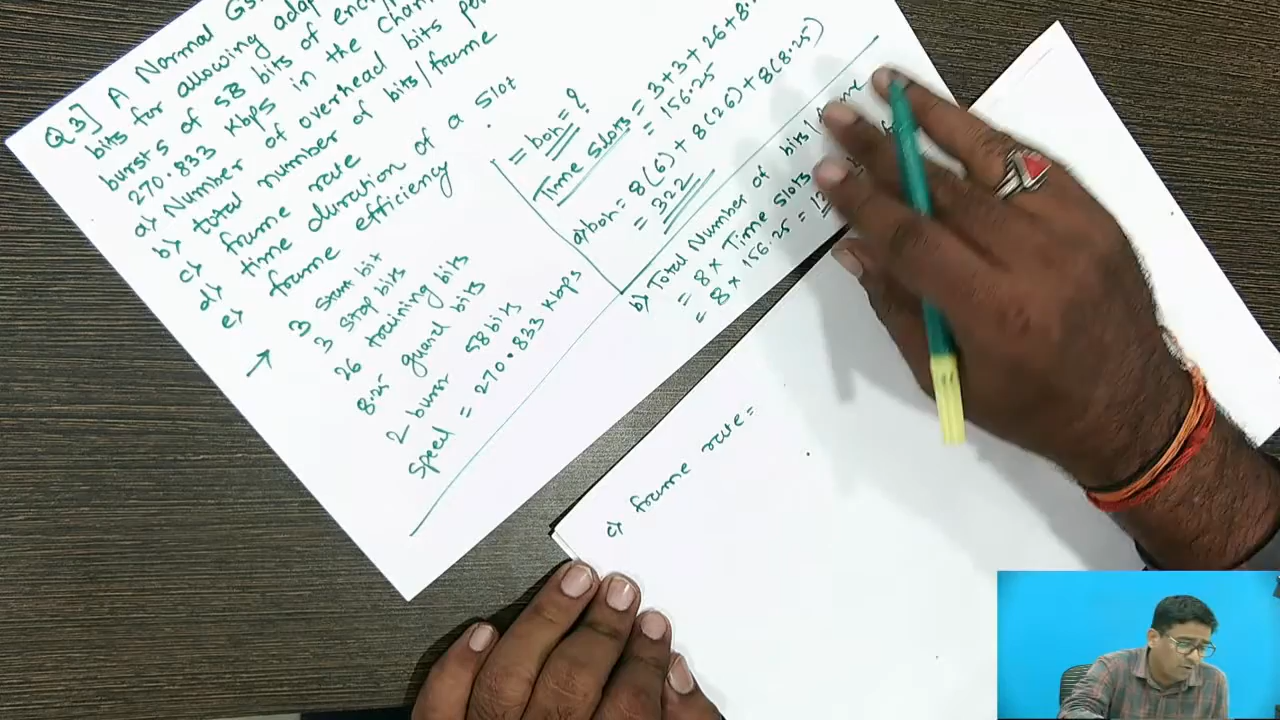 Q3] A Normal GS
bits for allowing adap
bursts of 58 bits of enc
270.833 Kbps in the Chan
a) Number of overhead bits pe
b) total number of bits/frame
c) frame rate
d) time duration of a slot
e) frame efficiency
→ 3 start bit
3 stop bits
26 training bits
8.25 guard bits
2 burst 58 bits
Speed = 270.833 Kbps
= boh = ?
Time slots = 3+3+26+8.
= 156.25
a) boh = 8(6) + 8(26) + 8(8.25)
= 322
b) Total Number of bits/frame
= 8 × Time slots
= 8 × 156.25 = 12
c) frame rate =